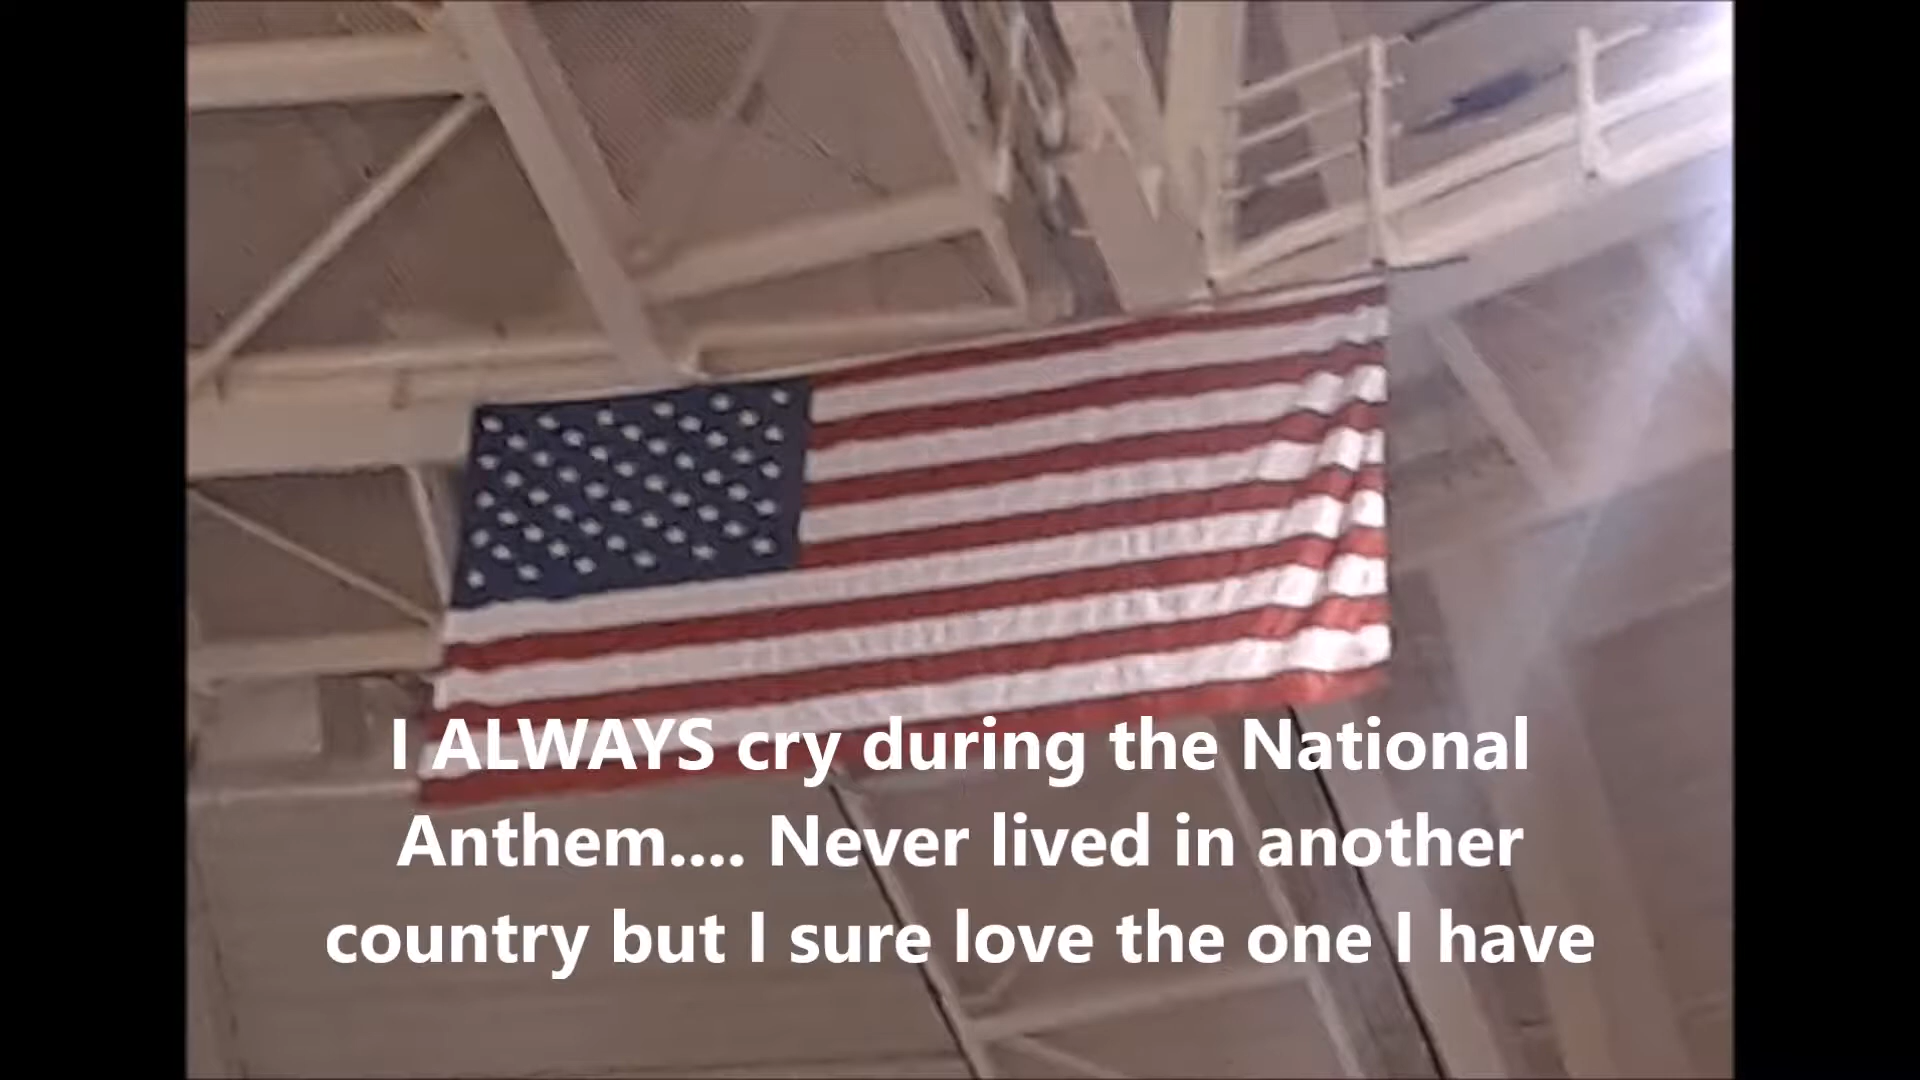 I ALWAYS cry during the National
Anthem.... Never lived in another
country but I sure love the one I have